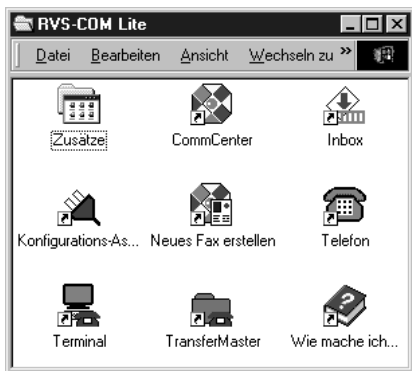 RVS-COM Lite
Datei Bearbeiten Ansicht Wechseln zu »
Zusätze CommCenter Inbox
Konfigurations-As... Neues Fax erstellen Telefon
Terminal TransferMaster Wie mache ich...